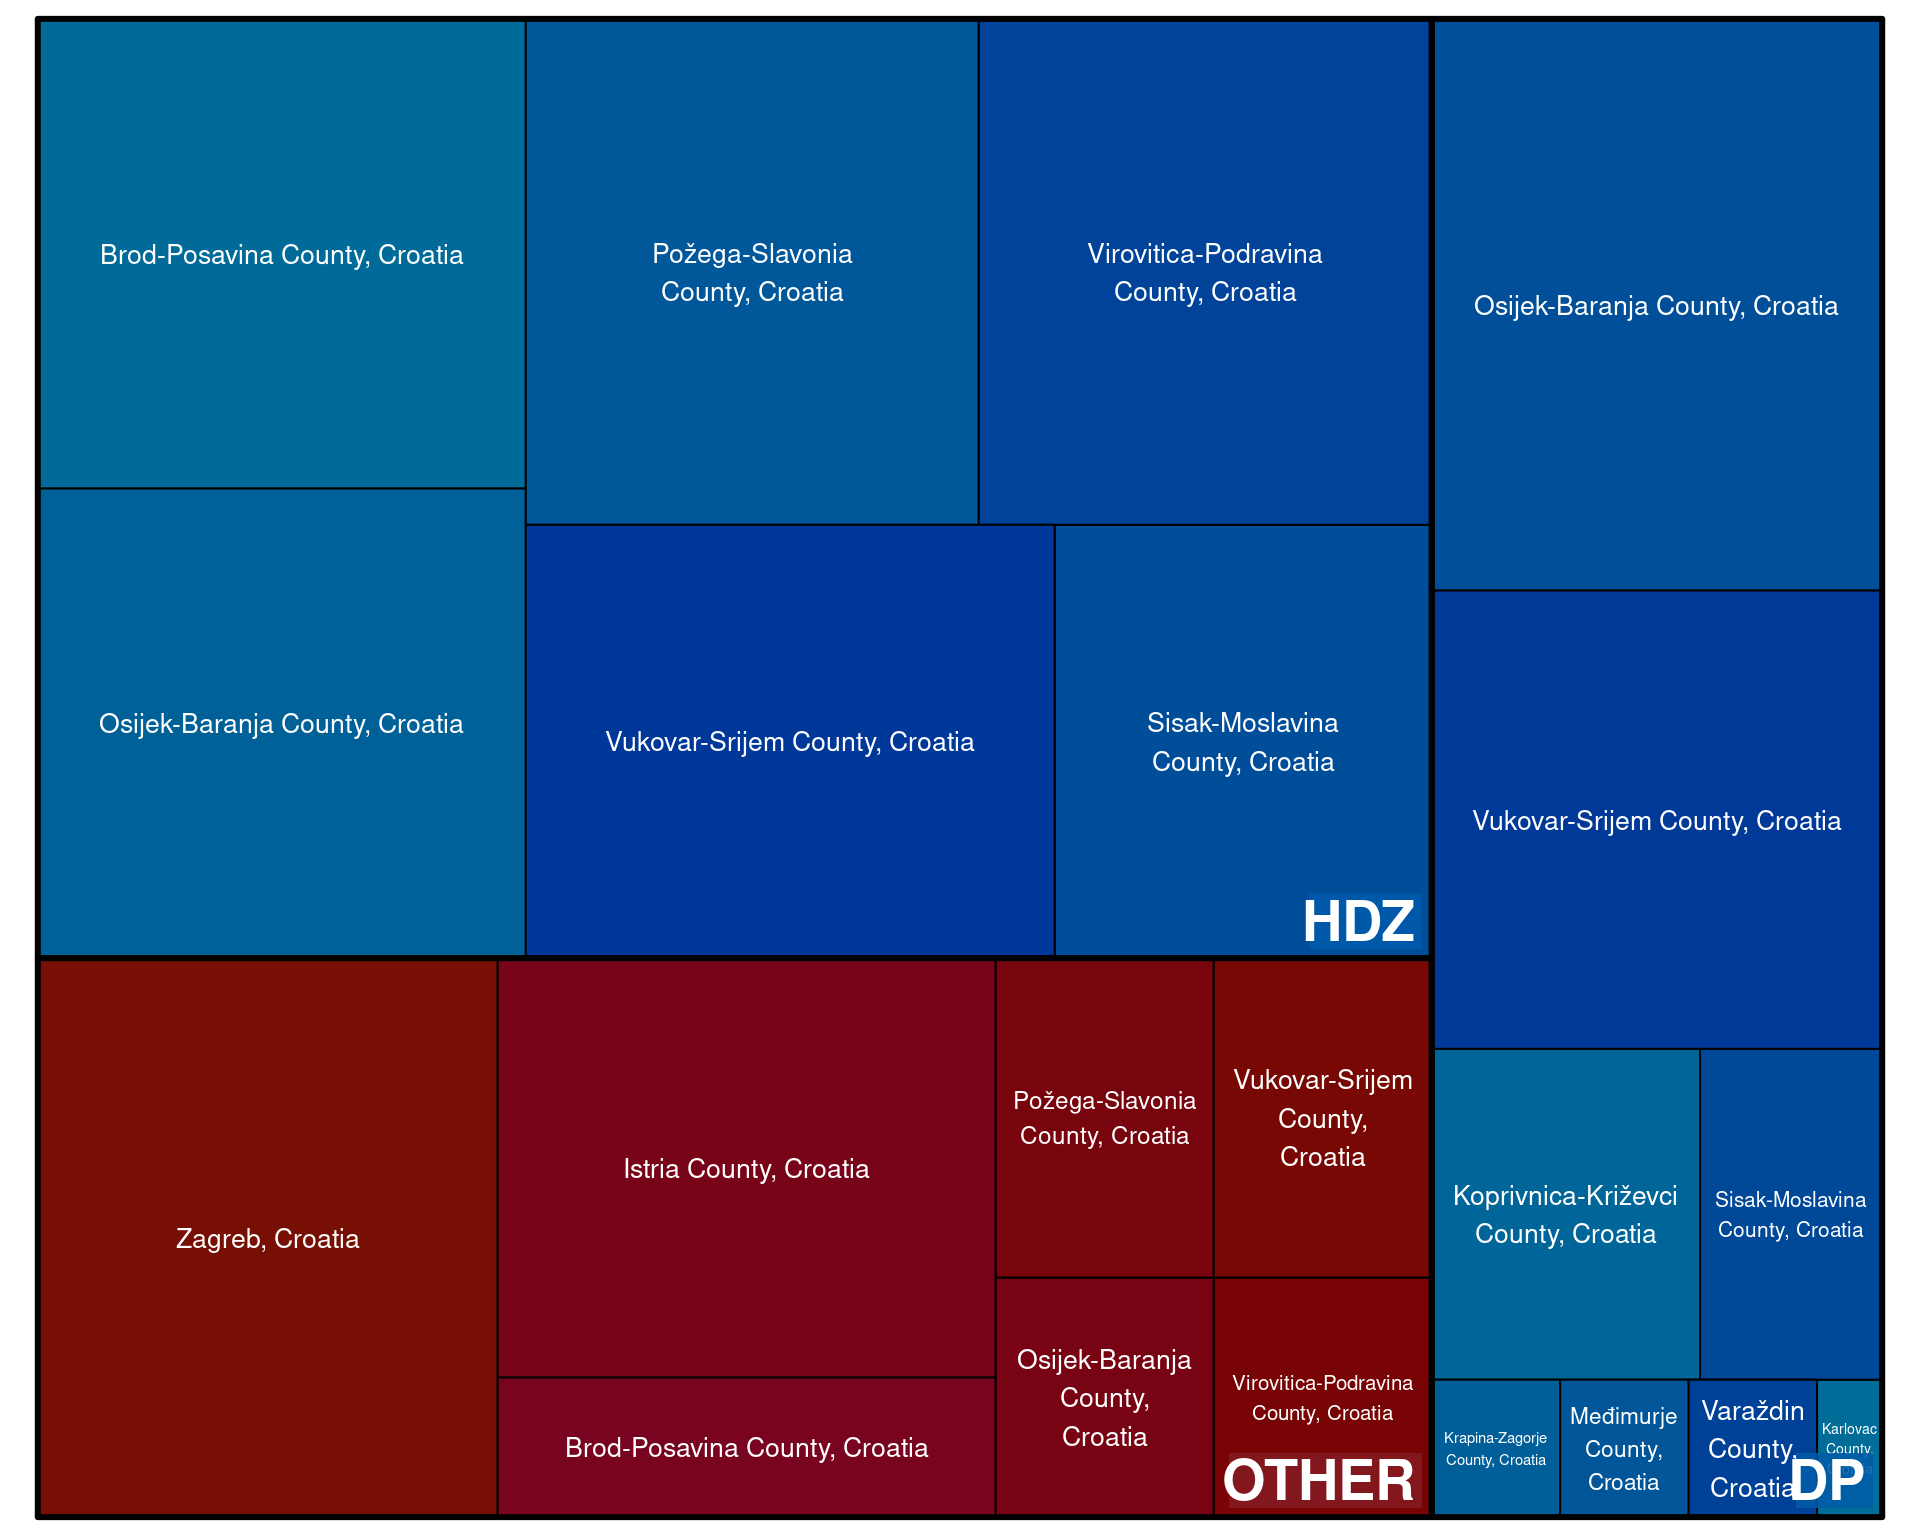 Brod-Posavina County, Croatia
Požega-Slavonia
County, Croatia
Virovitica-Podravina
County, Croatia
Osijek-Baranja County, Croatia
Vukovar-Srijem County, Croatia
Sisak-Moslavina
County, Croatia
HDZ
Zagreb, Croatia
Istria County, Croatia
Brod-Posavina County, Croatia
Požega-Slavonia
County, Croatia
Vukovar-Srijem
County,
Croatia
Osijek-Baranja
County,
Croatia
Virovitica-Podravina
County, Croatia
OTHER
Osijek-Baranja County, Croatia
Vukovar-Srijem County, Croatia
Koprivnica-Križevci
County, Croatia
Sisak-Moslavina
County, Croatia
Krapina-Zagorje
County, Croatia
Međimurje
County,
Croatia
Varaždin
County,
Croatia
Karlovac
County,
DP